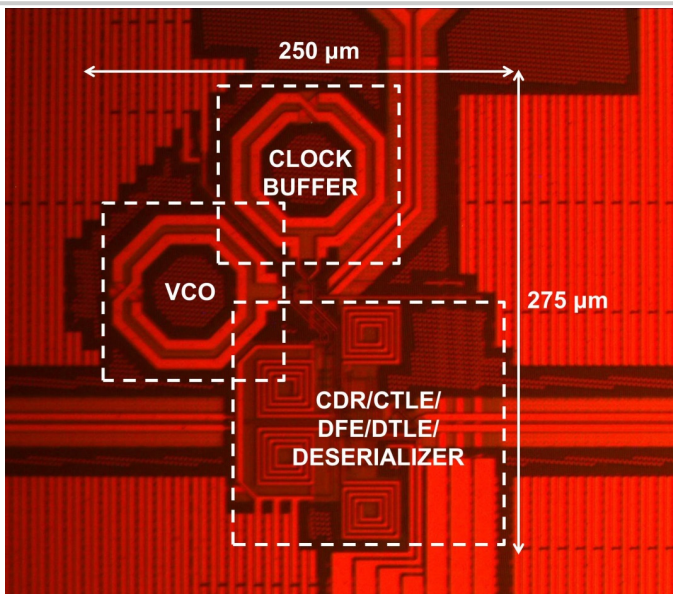 250 µm
CLOCK
BUFFER
VCO
275 µm
CDR/CTLE/
DFE/DTLE/
DESERIALIZER